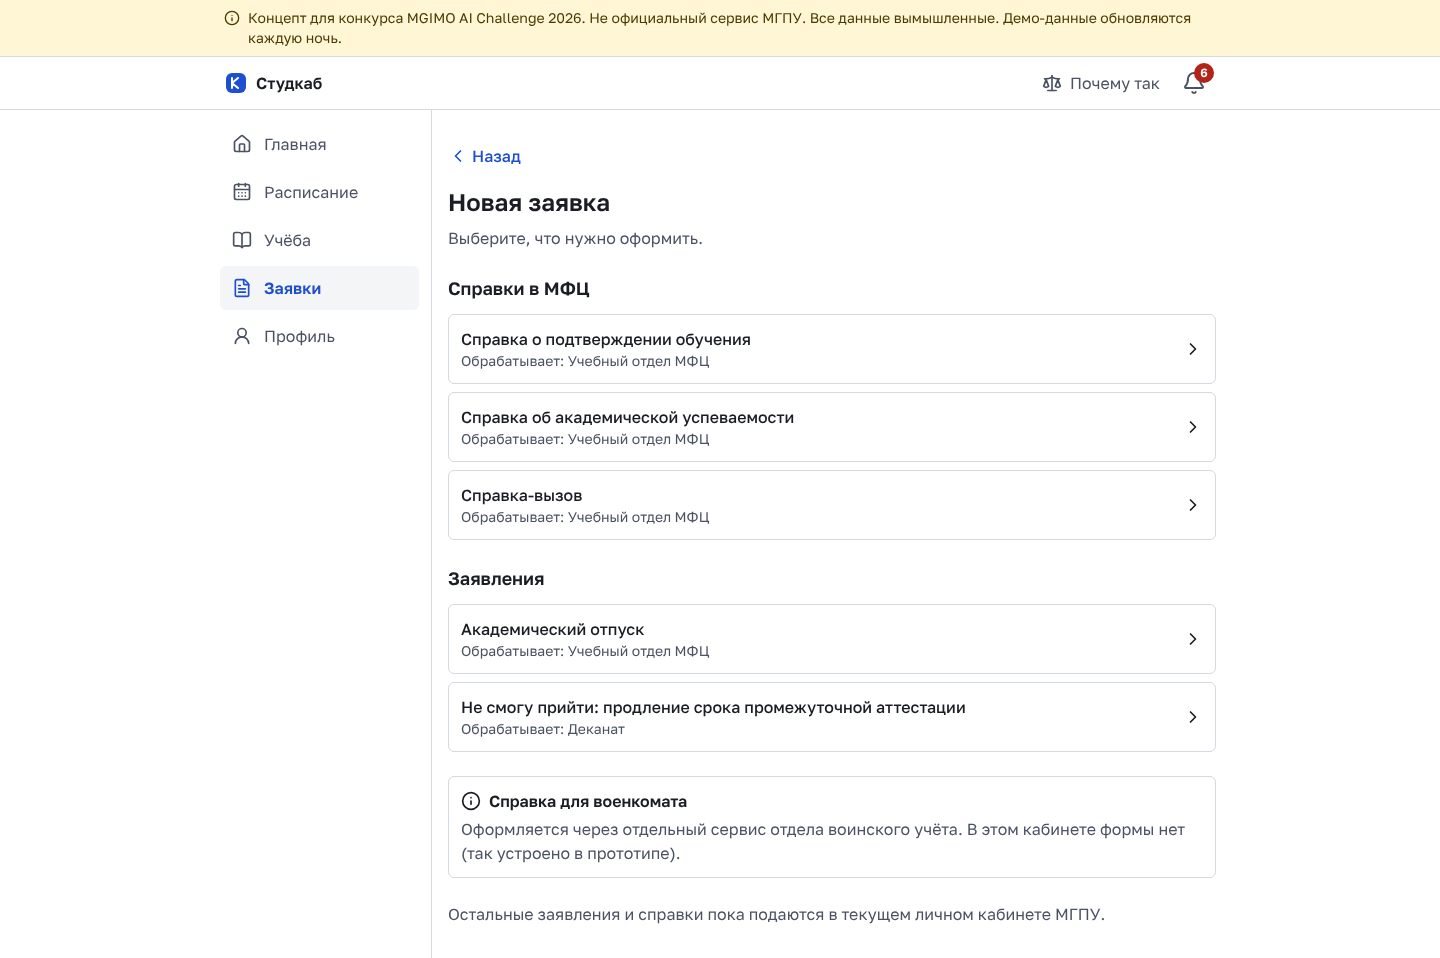 Концепт для конкурса MGIMO AI Challenge 2026. Не официальный сервис МГПУ. Все данные вымышленные. Демо-данные обновляются
каждую ночь.
Студкаб
Почему так
6
Главная
Расписание
Учёба
Заявки
Профиль
Назад
Новая заявка
Выберите, что нужно оформить.
Справки в МФЦ
Справка о подтверждении обучения
Обрабатывает: Учебный отдел МФЦ
Справка об академической успеваемости
Обрабатывает: Учебный отдел МФЦ
Справка-вызов
Обрабатывает: Учебный отдел МФЦ
Заявления
Академический отпуск
Обрабатывает: Учебный отдел МФЦ
Не смогу прийти: продление срока промежуточной аттестации
Обрабатывает: Деканат
Справка для военкомата
Оформляется через отдельный сервис отдела воинского учёта. В этом кабинете формы нет
(так устроено в прототипе).
Остальные заявления и справки пока подаются в текущем личном кабинете МГПУ.